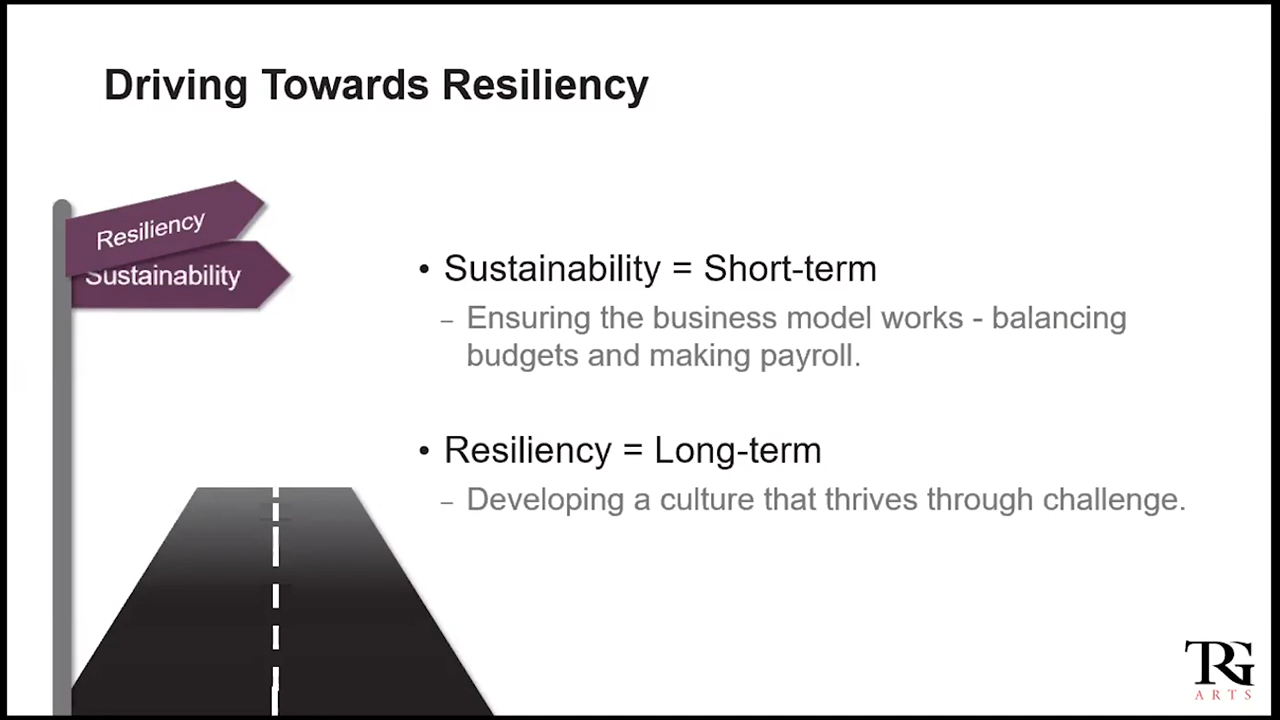 Driving Towards Resiliency
Resiliency
Sustainability
• Sustainability = Short-term
– Ensuring the business model works - balancing
budgets and making payroll.
• Resiliency = Long-term
– Developing a culture that thrives through challenge.
TRG
ARTS